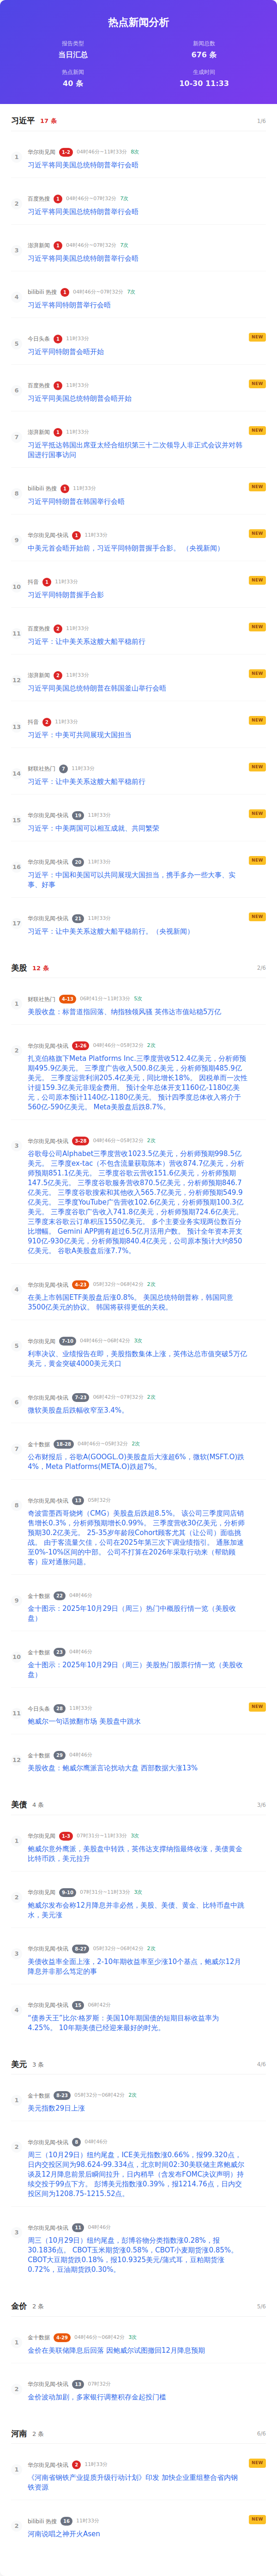 热点新闻分析
报告类型
当日汇总
新闻总数
676 条
热点新闻
40 条
生成时间
10-30 11:33
习近平 17 条 1/6
1 华尔街见闻 1-2 04时46分~11时33分 8次
习近平将同美国总统特朗普举行会晤
2 百度热搜 1 04时46分~07时32分 7次
习近平将同美国总统特朗普举行会晤
3 澎湃新闻 1 04时46分~07时32分 7次
习近平将同美国总统特朗普举行会晤
4 bilibili 热搜 1 04时46分~07时32分 7次
习近平将同特朗普举行会晤
5 今日头条 1 11时33分 NEW
习近平同特朗普会晤开始
6 百度热搜 1 11时33分 NEW
习近平同美国总统特朗普会晤开始
7 澎湃新闻 1 11时33分 NEW
习近平抵达韩国出席亚太经合组织第三十二次领导人非正式会议并对韩
国进行国事访问
8 bilibili 热搜 1 11时33分 NEW
习近平同特朗普在韩国举行会晤
9 华尔街见闻-快讯 1 11时33分 NEW
中美元首会晤开始前，习近平同特朗普握手合影。 （央视新闻）
10 抖音 1 11时33分 NEW
习近平同特朗普握手合影
11 百度热搜 2 11时33分 NEW
习近平：让中美关系这艘大船平稳前行
12 澎湃新闻 2 11时33分 NEW
习近平同美国总统特朗普在韩国釜山举行会晤
13 抖音 2 11时33分 NEW
习近平：中美可共同展现大国担当
14 财联社热门 7 11时33分 NEW
习近平：让中美关系这艘大船平稳前行
15 华尔街见闻-快讯 19 11时33分 NEW
习近平：中美两国可以相互成就、共同繁荣
16 华尔街见闻-快讯 20 11时33分 NEW
习近平：中国和美国可以共同展现大国担当，携手多办一些大事、实
事、好事
17 华尔街见闻-快讯 21 11时33分 NEW
习近平：让中美关系这艘大船平稳前行。（央视新闻）
美股 12 条 2/6
1 财联社热门 4-13 06时41分~11时33分 5次
美股收盘：标普道指回落、纳指独领风骚 英伟达市值站稳5万亿
2 华尔街见闻-快讯 1-26 04时46分~05时32分 2次
扎克伯格旗下Meta Platforms Inc.三季度营收512.4亿美元，分析师预
期495.9亿美元。 三季度广告收入500.8亿美元，分析师预期485.9亿
美元。 三季度运营利润205.4亿美元，同比增长18%。 因税单而一次性
计提159.3亿美元非现金费用。 预计全年总体开支1160亿-1180亿美
元，公司原本预计1140亿-1180亿美元。 预计四季度总体收入将介于
560亿-590亿美元。 Meta美股盘后跌8.7%。
3 华尔街见闻-快讯 3-28 04时46分~05时32分 2次
谷歌母公司Alphabet三季度营收1023.5亿美元，分析师预期998.5亿
美元。 三季度ex-tac（不包含流量获取陈本）营收874.7亿美元，分析
师预期851.1亿美元。 三季度谷歌云营收151.6亿美元，分析师预期
147.5亿美元。 三季度谷歌服务营收870.5亿美元，分析师预期846.7
亿美元。 三季度谷歌搜索和其他收入565.7亿美元，分析师预期549.9
亿美元。 三季度YouTube广告营收102.6亿美元，分析师预期100.3亿
美元。 三季度谷歌广告收入741.8亿美元，分析师预期724.6亿美元。
三季度末谷歌云订单积压1550亿美元。 多个主要业务实现两位数百分
比增幅。 Gemini APP拥有超过6.5亿月活用户数。 预计全年资本开支
910亿-930亿美元，分析师预期840.4亿美元，公司原本预计大约850
亿美元。 谷歌A美股盘后涨7.7%。
4 华尔街见闻-快讯 4-23 05时32分~06时42分 2次
在美上市韩国ETF美股盘后涨0.8%。 美国总统特朗普称，韩国同意
3500亿美元的协议。 韩国将获得更低的关税。
5 华尔街见闻 7-10 04时46分~06时42分 3次
利率决议、业绩报告在即，美股指数集体上涨，英伟达总市值突破5万亿
美元，黄金突破4000美元关口
6 华尔街见闻-快讯 7-23 06时42分~07时32分 2次
微软美股盘后跌幅收窄至3.4%。
7 金十数据 18-28 04时46分~05时32分 2次
公布财报后，谷歌A(GOOGL.O)美股盘后大涨超6%，微软(MSFT.O)跌
4%，Meta Platforms(META.O)跌超7%。
8 华尔街见闻-快讯 13 05时32分
奇波雷墨西哥烧烤（CMG）美股盘后跌超8.5%。 该公司三季度同店销
售增长0.3%，分析师预期增长0.99%。 三季度营收30亿美元，分析师
预期30.2亿美元。 25-35岁年龄段Cohort顾客尤其（让公司）面临挑
战。 由于客流量欠佳，公司在2025年第三次下调业绩指引。 通胀加速
至0%-10%区间的中部。 公司不打算在2026年采取行动来（帮助顾
客）应对通胀问题。
9 金十数据 22 04时46分
金十图示：2025年10月29日（周三）热门中概股行情一览（美股收
盘）
10 金十数据 23 04时46分
金十图示：2025年10月29日（周三）美股热门股票行情一览（美股收
盘）
11 今日头条 28 11时33分 NEW
鲍威尔一句话掀翻市场 美股盘中跳水
12 金十数据 29 04时46分
美股收盘：鲍威尔鹰派言论扰动大盘 西部数据大涨13%
美债 4 条 3/6
1 华尔街见闻 1-3 07时31分~11时33分 3次
鲍威尔意外鹰派，美股盘中转跌，英伟达支撑纳指最终收涨，美债黄金
比特币跌，美元拉升
2 华尔街见闻 9-10 07时31分~11时33分 3次
鲍威尔发布会称12月降息并非必然，美股、美债、黄金、比特币盘中跳
水，美元涨
3 华尔街见闻-快讯 8-27 05时32分~06时42分 2次
美债收益率全面上涨，2-10年期收益率至少涨10个基点，鲍威尔12月
降息并非那么笃定的事
4 华尔街见闻-快讯 15 06时42分
“债券天王”比尔·格罗斯：美国10年期国债的短期目标收益率为
4.25%。 10年期美债已经迎来最好的时光。
美元 3 条 4/6
1 金十数据 8-23 05时32分~06时42分 2次
美元指数29日上涨
2 华尔街见闻-快讯 9 04时46分
周三（10月29日）纽约尾盘，ICE美元指数涨0.66%，报99.320点，
日内交投区间为98.624-99.334点，北京时间02:30美联储主席鲍威尔
谈及12月降息前景后瞬间拉升，日内稍早（含发布FOMC决议声明）持
续交投于99点下方。 彭博美元指数涨0.39%，报1214.76点，日内交
投区间为1208.75-1215.52点。
3 华尔街见闻-快讯 11 04时46分
周三（10月29日）纽约尾盘，彭博谷物分类指数涨0.28%，报
30.1836点。 CBOT玉米期货涨0.58%，CBOT小麦期货涨0.85%。
CBOT大豆期货跌0.18%，报10.9325美元/蒲式耳，豆粕期货涨
0.72%，豆油期货跌0.30%。
金价 2 条 5/6
1 金十数据 4-29 04时46分~06时42分 3次
金价在美联储降息后回落 因鲍威尔试图撤回12月降息预期
2 华尔街见闻-快讯 13 07时32分
金价波动加剧，多家银行调整积存金起投门槛
河南 2 条 6/6
1 华尔街见闻-快讯 2 11时33分 NEW
《河南省钢铁产业提质升级行动计划》印发 加快企业重组整合省内钢
铁资源
2 bilibili 热搜 16 11时33分 NEW
河南说唱之神开火Asen